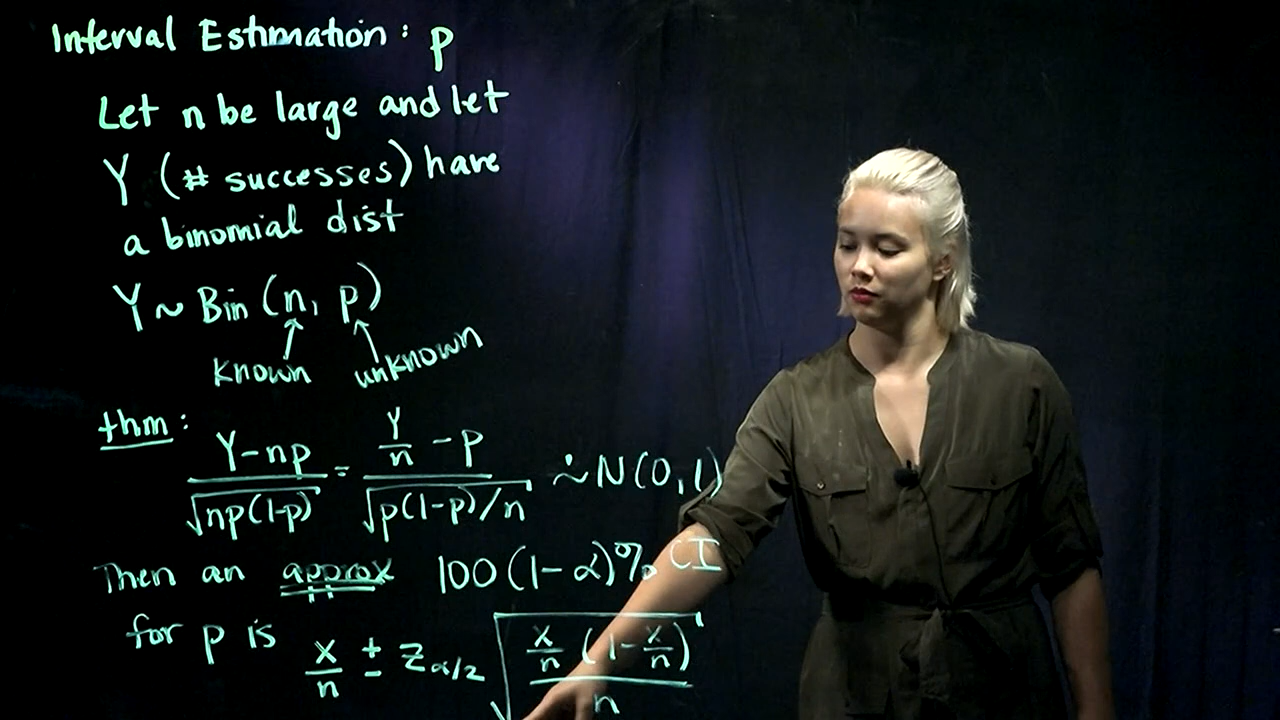 Interval Estimation: p
Let n be large and let
Y (# successes) have
a binomial dist
Y ~ Bin (n, p)
known unknown
thm: (Y-np)/√(np(1-p)) = (Y/n - p)/√(p(1-p)/n) ∼̇ N(0,1)
Then an approx 100(1-α)% CI
for p is x/n ± z_{α/2} √((x/n (1-x/n))/n)